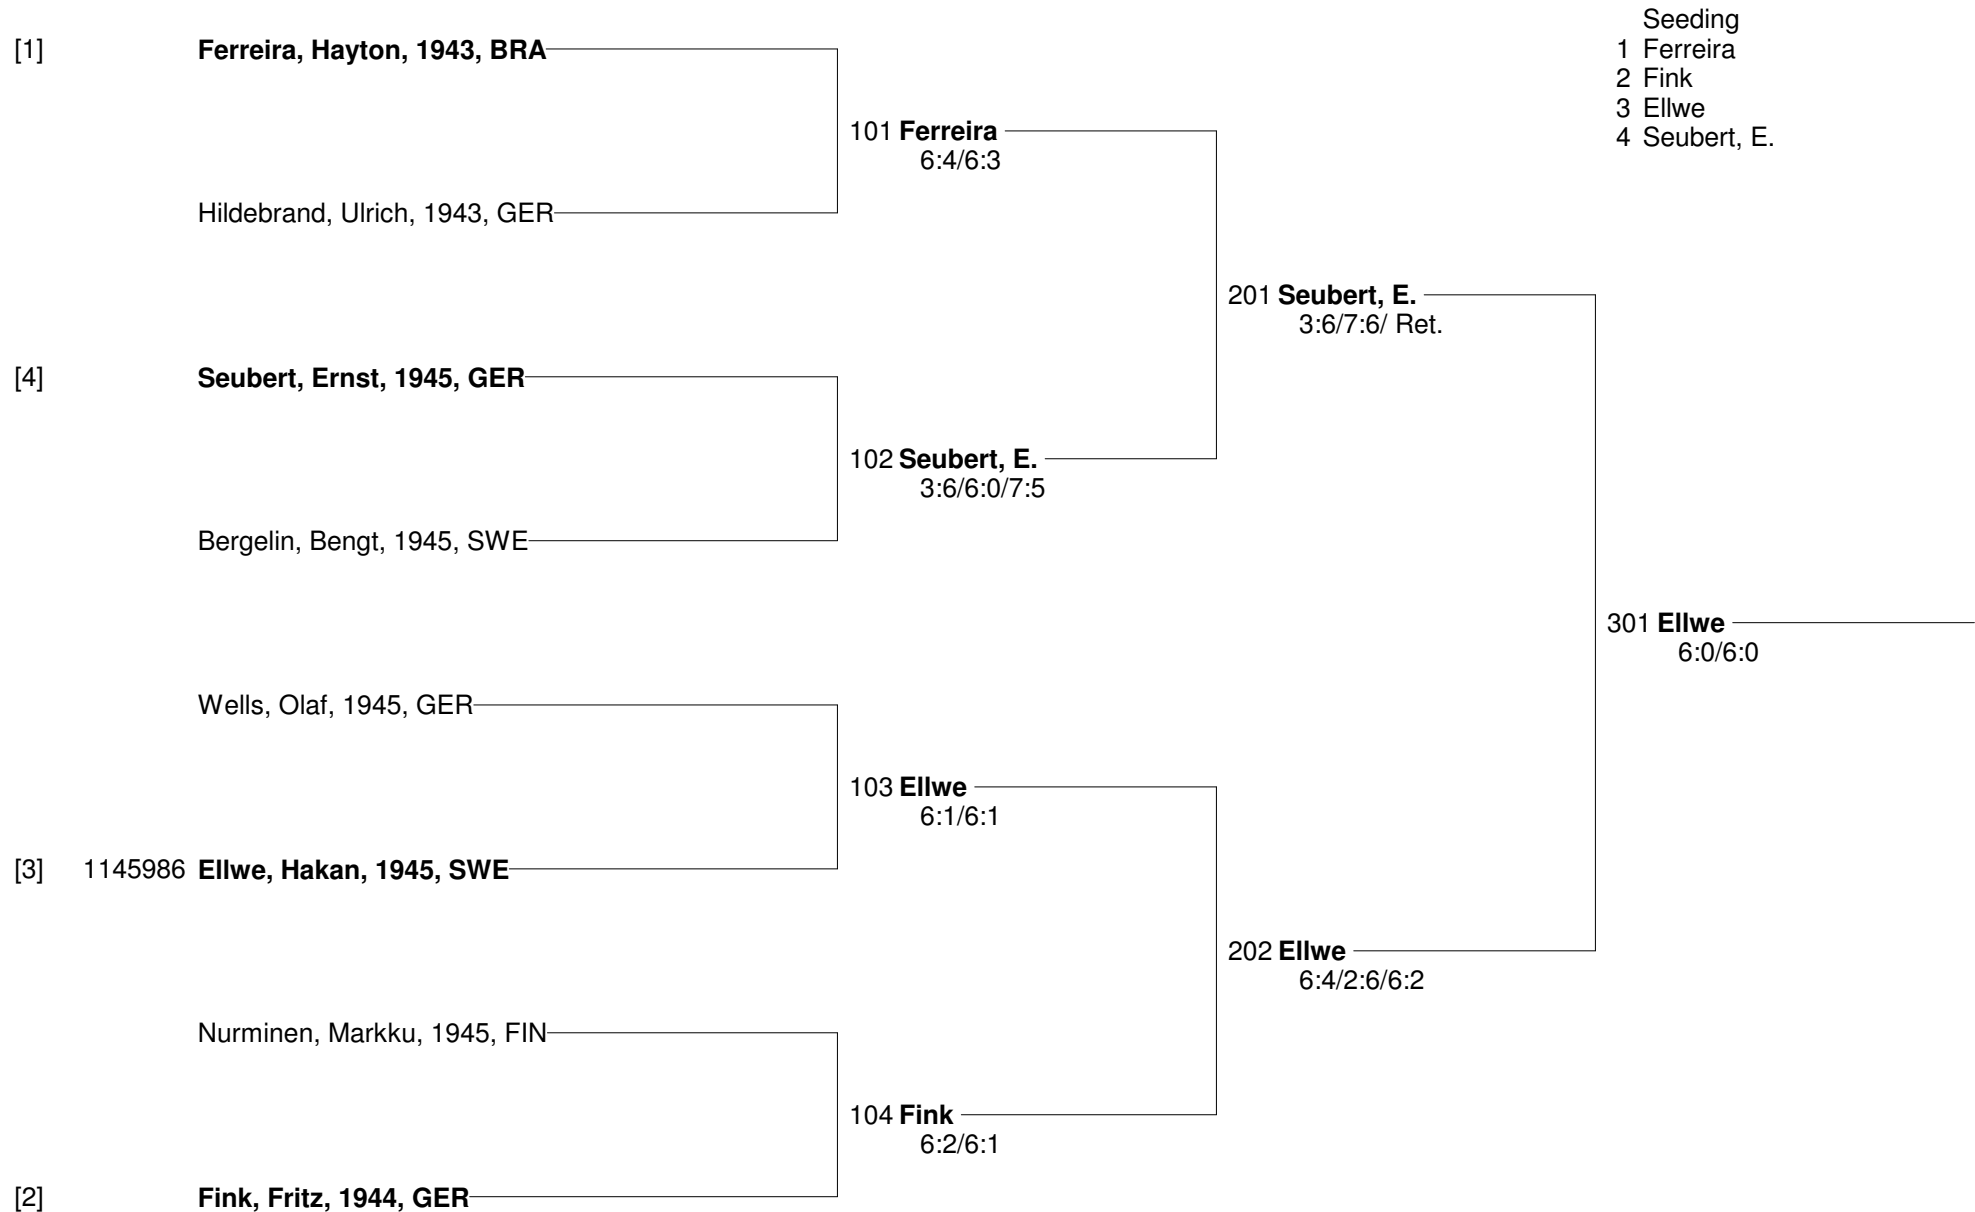 Seeding
1 Ferreira
2 Fink
3 Ellwe
4 Seubert, E.
[1] Ferreira, Hayton, 1943, BRA
101 Ferreira
6:4/6:3
Hildebrand, Ulrich, 1943, GER
201 Seubert, E.
3:6/7:6/ Ret.
[4] Seubert, Ernst, 1945, GER
102 Seubert, E.
3:6/6:0/7:5
Bergelin, Bengt, 1945, SWE
301 Ellwe
6:0/6:0
Wells, Olaf, 1945, GER
103 Ellwe
6:1/6:1
[3] 1145986 Ellwe, Hakan, 1945, SWE
202 Ellwe
6:4/2:6/6:2
Nurminen, Markku, 1945, FIN
104 Fink
6:2/6:1
[2] Fink, Fritz, 1944, GER